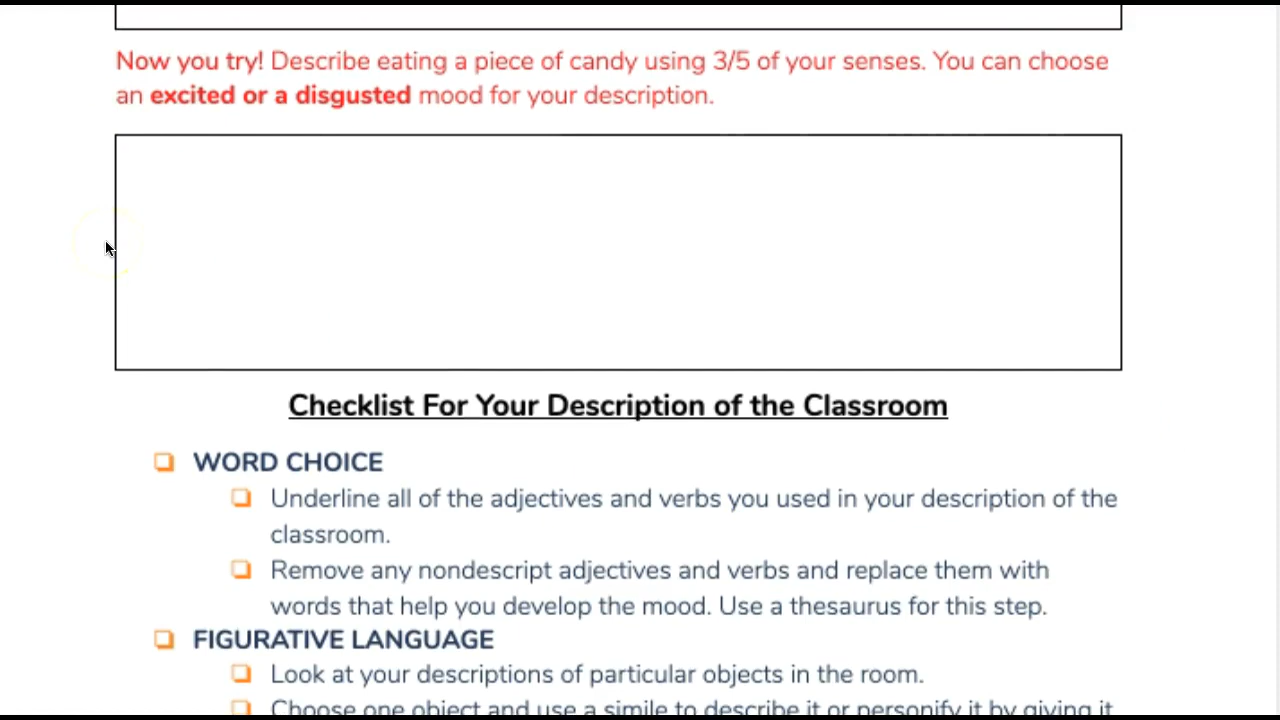 Now you try! Describe eating a piece of candy using 3/5 of your senses. You can choose
an excited or a disgusted mood for your description.
Checklist For Your Description of the Classroom
❏ WORD CHOICE
❏ Underline all of the adjectives and verbs you used in your description of the
classroom.
❏ Remove any nondescript adjectives and verbs and replace them with
words that help you develop the mood. Use a thesaurus for this step.
❏ FIGURATIVE LANGUAGE
❏ Look at your descriptions of particular objects in the room.
❏ Choose one object and use a simile to describe it or personify it by giving it